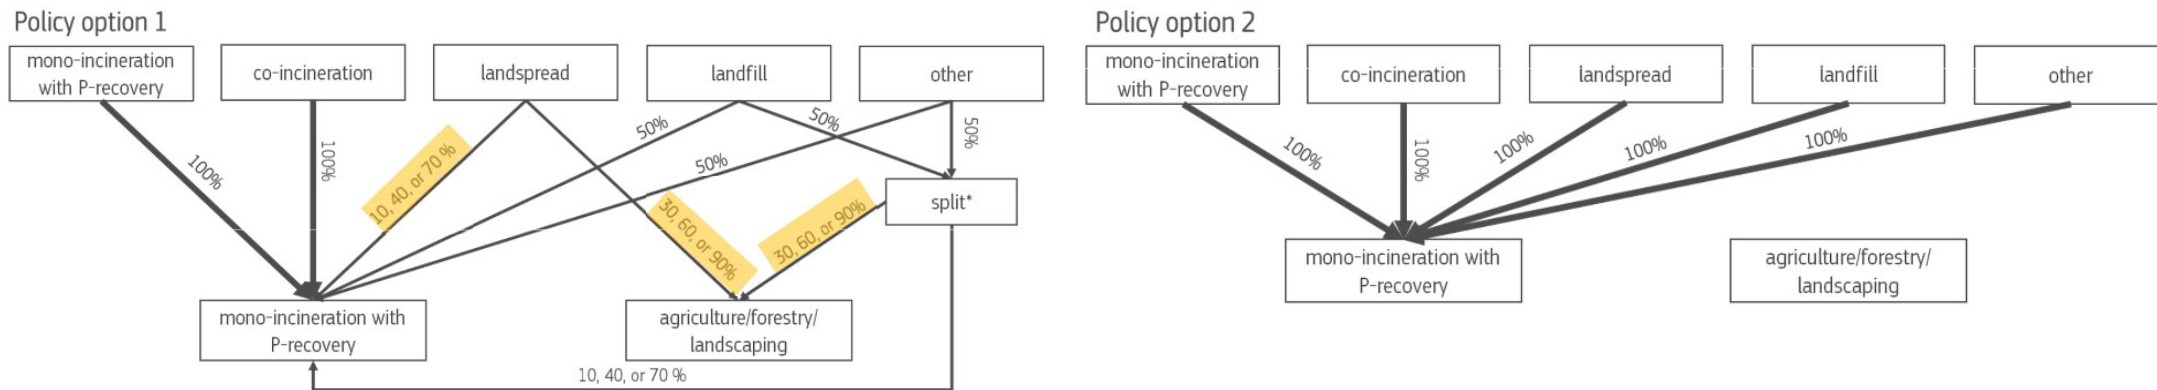 Policy option 1
mono-incineration
with P-recovery
co-incineration
landspread
landfill
other
100%
100%
10, 40, or 70 %
50%
50%
50%
50%
30, 60, or 90%
30, 60, or 90%
split*
mono-incineration with
P-recovery
agriculture/forestry/
landscaping
10, 40, or 70 %
Policy option 2
mono-incineration
with P-recovery
co-incineration
landspread
landfill
other
100%
100%
100%
100%
100%
mono-incineration with
P-recovery
agriculture/forestry/
landscaping